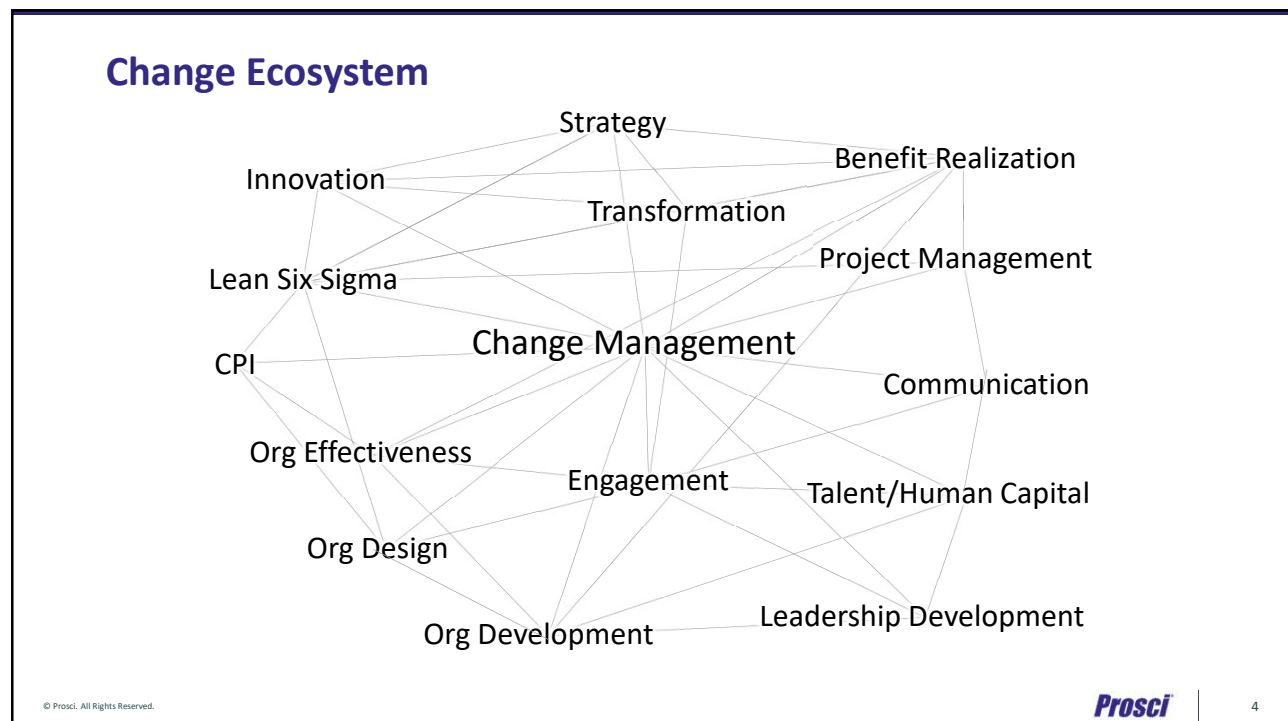 Change Ecosystem
Strategy
Benefit Realization
Innovation
Transformation
Project Management
Lean Six Sigma
Change Management
CPI
Communication
Org Effectiveness
Engagement
Talent/Human Capital
Org Design
Leadership Development
Org Development
© Prosci. All Rights Reserved.
Prosci
4